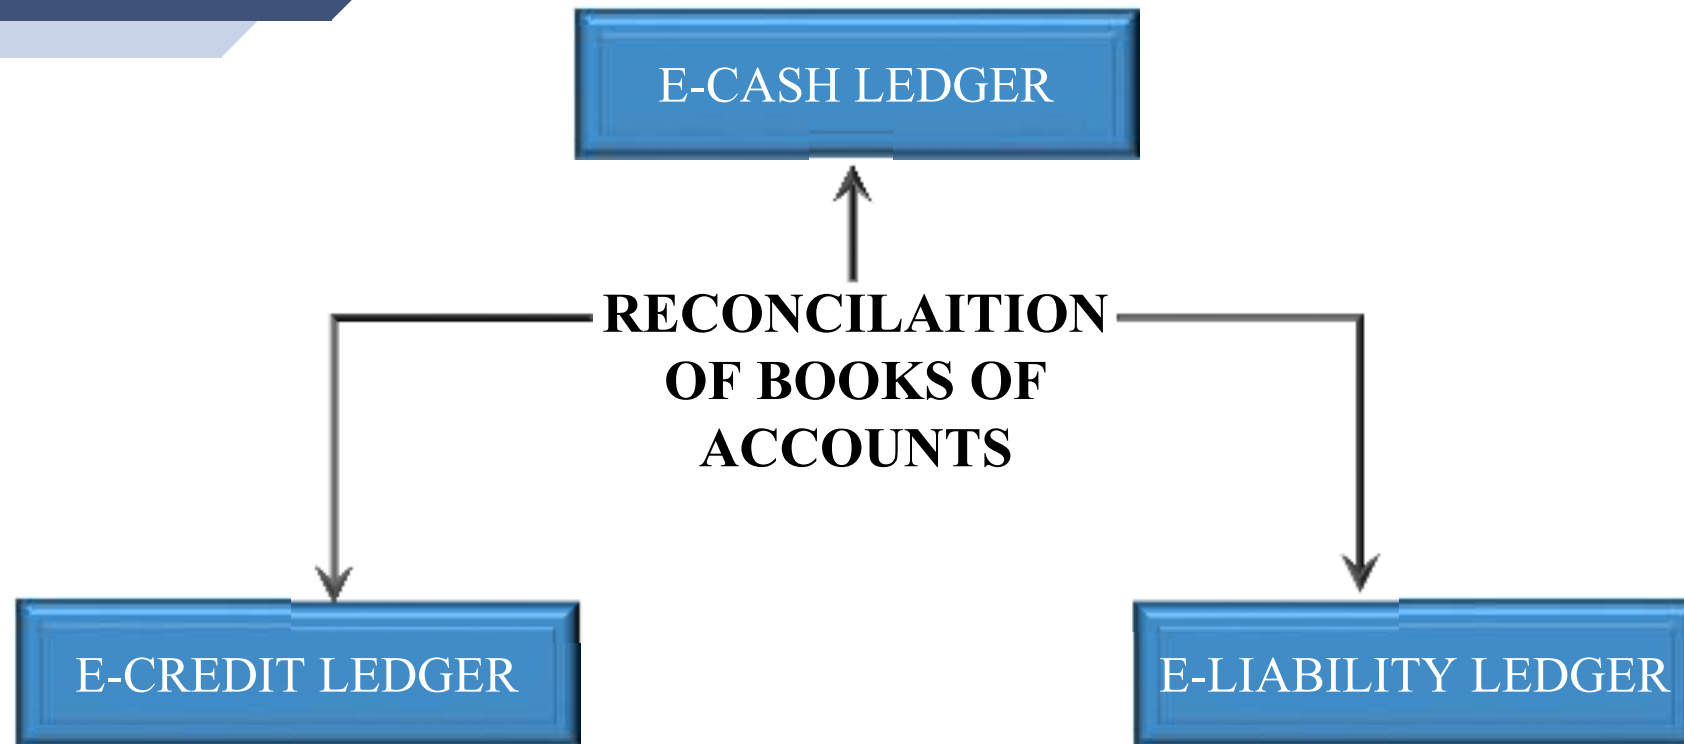 E-CASH LEDGER
RECONCILAITION
OF BOOKS OF
ACCOUNTS
E-CREDIT LEDGER
E-LIABILITY LEDGER